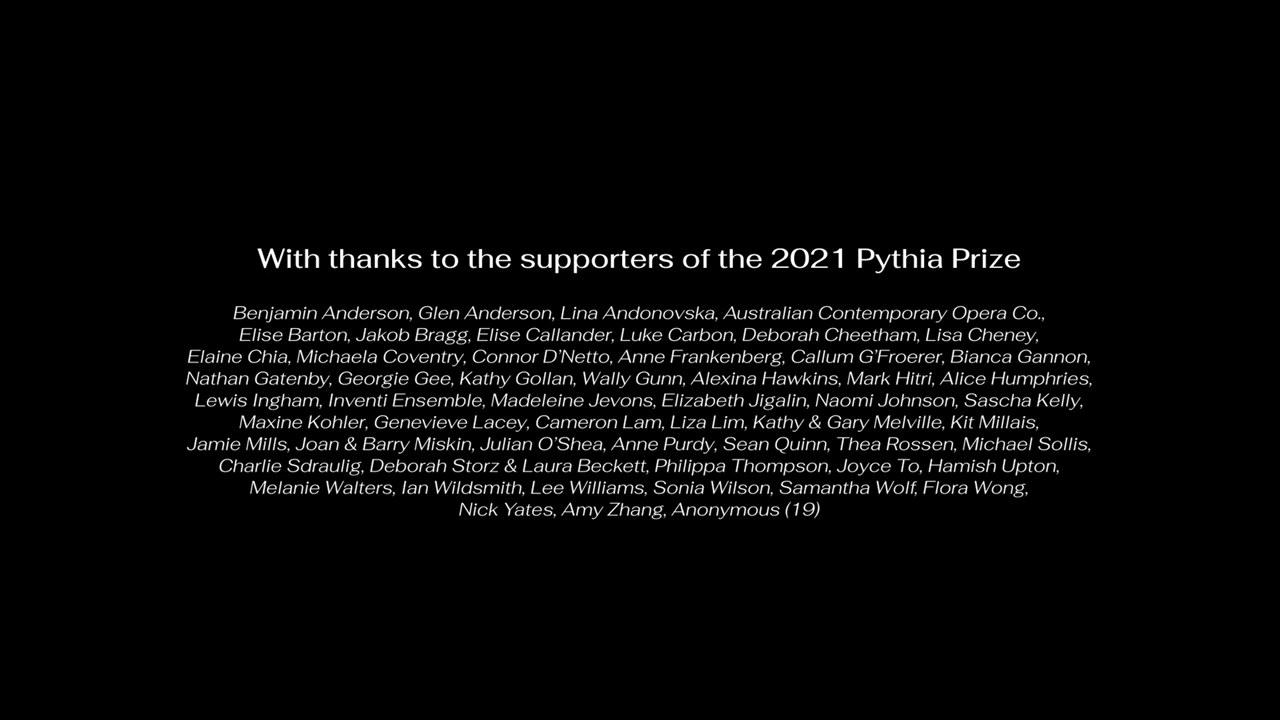 With thanks to the supporters of the 2021 Pythia Prize
Benjamin Anderson, Glen Anderson, Lina Andonovska, Australian Contemporary Opera Co.,
Elise Barton, Jakob Bragg, Elise Callander, Luke Carbon, Deborah Cheetham, Lisa Cheney,
Elaine Chia, Michaela Coventry, Connor D'Netto, Anne Frankenberg, Callum G'Froerer, Bianca Gannon,
Nathan Gatenby, Georgie Gee, Kathy Gollan, Wally Gunn, Alexina Hawkins, Mark Hitri, Alice Humphries,
Lewis Ingham, Inventi Ensemble, Madeleine Jevons, Elizabeth Jigalin, Naomi Johnson, Sascha Kelly,
Maxine Kohler, Genevieve Lacey, Cameron Lam, Liza Lim, Kathy & Gary Melville, Kit Millais,
Jamie Mills, Joan & Barry Miskin, Julian O'Shea, Anne Purdy, Sean Quinn, Thea Rossen, Michael Sollis,
Charlie Sdraulig, Deborah Storz & Laura Beckett, Philippa Thompson, Joyce To, Hamish Upton,
Melanie Walters, Ian Wildsmith, Lee Williams, Sonia Wilson, Samantha Wolf, Flora Wong,
Nick Yates, Amy Zhang, Anonymous (19)